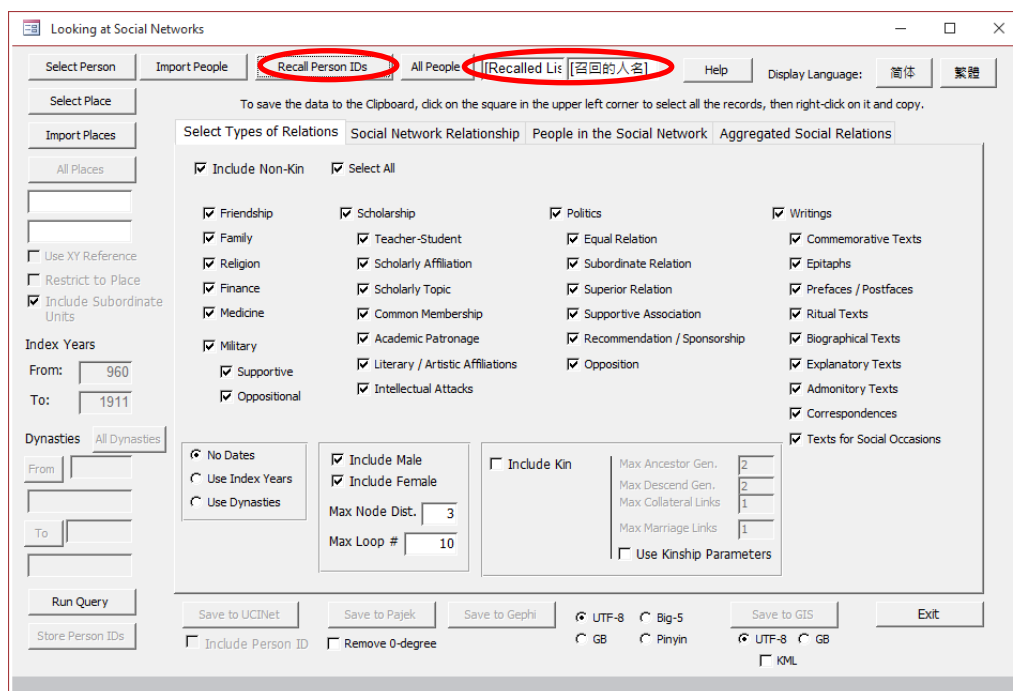 Looking at Social Networks
Select Person Import People Recall Person IDs All People [Recalled Lis [召回的人名] Help Display Language: 简体 繁體
Select Place To save the data to the Clipboard, click on the square in the upper left corner to select all the records, then right-click on it and copy.
Import Places Select Types of Relations Social Network Relationship People in the Social Network Aggregated Social Relations
All Places Include Non-Kin Select All
Friendship Scholarship Politics Writings
Family Teacher-Student Equal Relation Commemorative Texts
Use XY Reference Religion Scholarly Affiliation Subordinate Relation Epitaphs
Restrict to Place Finance Scholarly Topic Superior Relation Prefaces / Postfaces
Include Subordinate Units Medicine Common Membership Supportive Association Ritual Texts
Index Years Military Academic Patronage Recommendation / Sponsorship Biographical Texts
From: 960 Supportive Literary / Artistic Affiliations Opposition Explanatory Texts
To: 1911 Oppositional Intellectual Attacks Admonitory Texts
Correspondences
Dynasties All Dynasties Texts for Social Occasions
From No Dates Include Male Include Kin Max Ancestor Gen. 2
Use Index Years Include Female Max Descend Gen. 2
Use Dynasties Max Node Dist. 3 Max Collateral Links 1
To Max Loop # 10 Max Marriage Links 1
Use Kinship Parameters
Run Query Save to UCINet Save to Pajek Save to Gephi UTF-8 Big-5 Save to GIS Exit
Store Person IDs Include Person ID Remove 0-degree GB Pinyin UTF-8 GB
KML